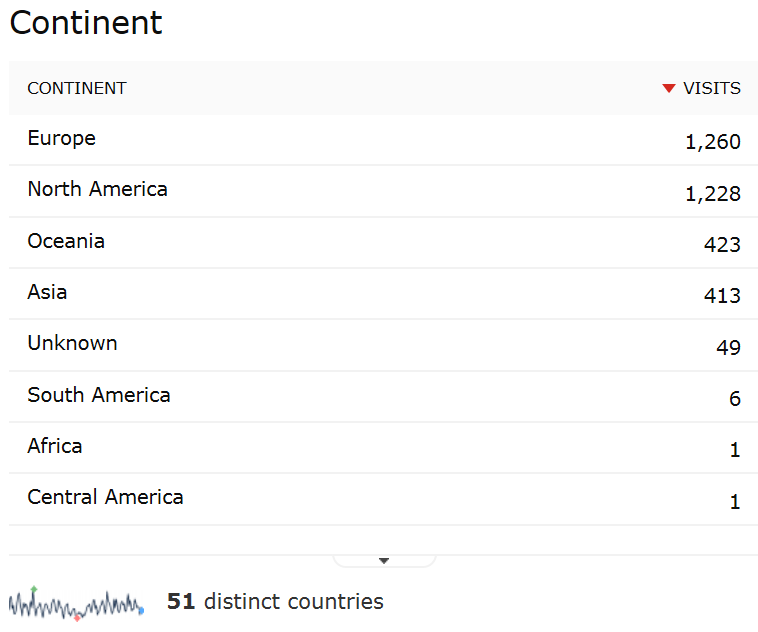 Continent
CONTINENT VISITS
Europe 1,260
North America 1,228
Oceania 423
Asia 413
Unknown 49
South America 6
Africa 1
Central America 1
51 distinct countries